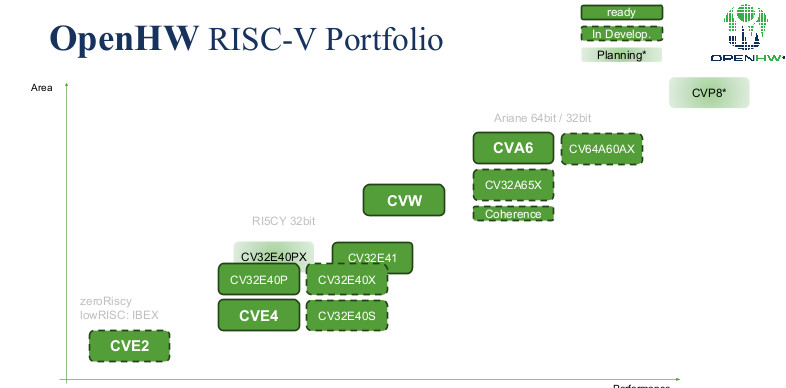 OpenHW RISC-V Portfolio
ready
In Develop.
Planning*
OPENHW
Area
CVP8*
Ariane 64bit / 32bit
CVA6
CV64A60AX
CV32A65X
CVW
Coherence
RI5CY 32bit
CV32E40PX
CV32E41
CV32E40P
CV32E40X
zeroRiscy
lowRISC: IBEX
CVE4
CV32E40S
CVE2
Performance